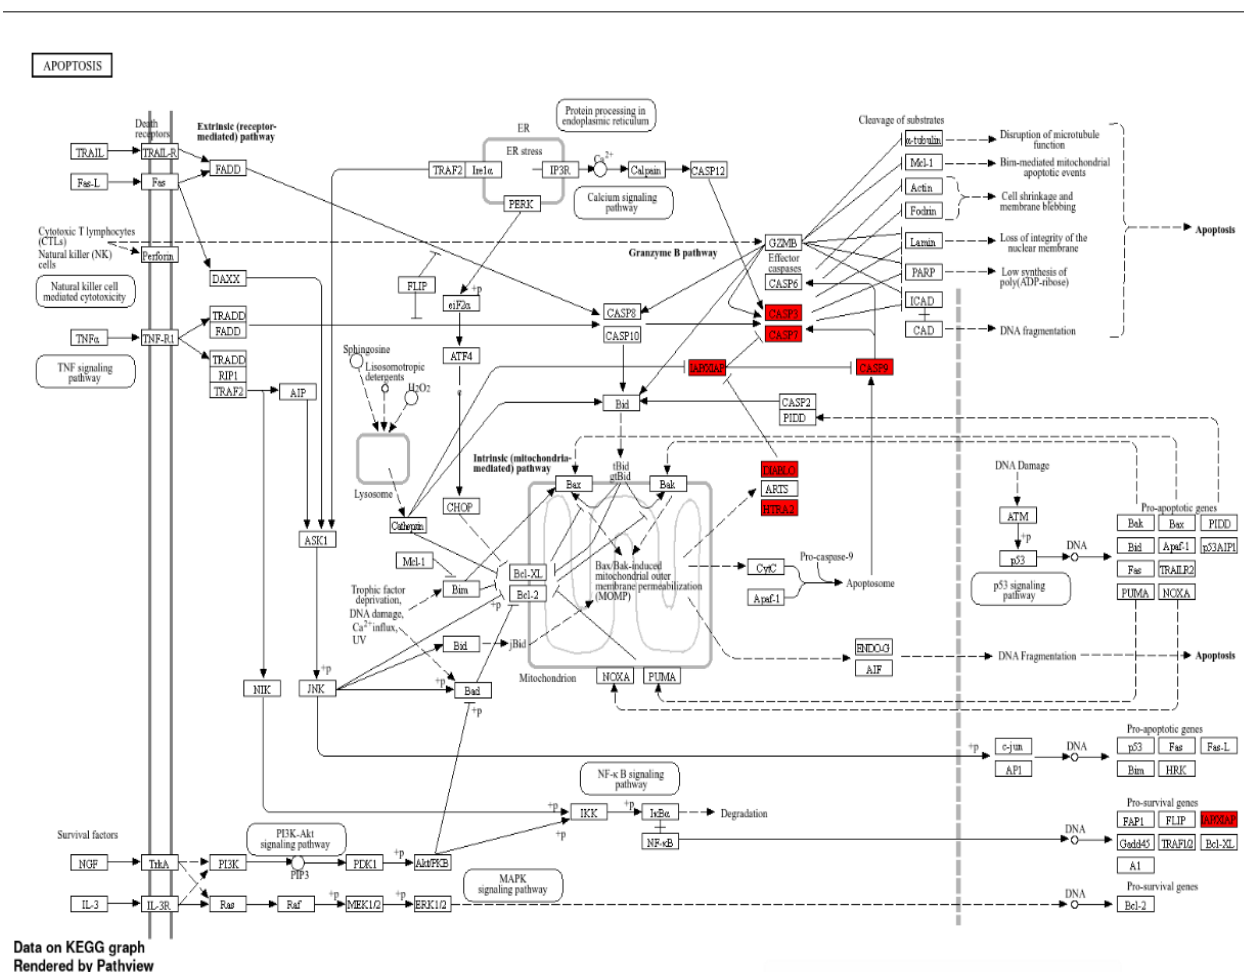 APOPTOSIS
Protein processing in
endoplasmic reticulum
Death
receptors
Extrinsic (receptor-
mediated) pathway
ER
ER stress
Cleavage of substrates
TRAIL
TRAIL-R
FADD
TRAF2
Ire1α
IP3R
Ca2+
Calpain
CASP12
α-tubulin
Disruption of microtubule
function
Mcl-1
Bim-mediated mitochondrial
apoptotic events
Fas-L
Fas
PERK
Calcium signaling
pathway
Actin
Fodrin
Cell shrinkage and
membrane blebbing
Cytotoxic T lymphocytes
(CTLs)
Natural killer (NK)
cells
Perforin
Granzyme B pathway
GZMB
Lamin
Loss of integrity of the
nuclear membrane
Apoptosis
Natural killer cell
mediated cytotoxicity
DAXX
FLIP
+p
eiF2α
Effector
caspases
CASP6
PARP
Low synthesis of
poly(ADP-ribose)
ICAD
CAD
DNA fragmentation
TNFα
TNF-R1
TRADD
FADD
CASP8
CASP10
CASP3
CASP7
TNF signaling
pathway
TRADD
RIP1
TRAF2
AIP
ATF4
Sphingosine
Lisosomotropic
detergents
H2O2
IAP/XIAP
CASP9
Bid
CASP2
PIDD
Lysosome
Intrinsic (mitochondria-
mediated) pathway
tBid
gtBid
Bax
Bak
DIABLO
ARTS
HTRA2
DNA Damage
ATM
+p
p53
DNA
p53 signaling
pathway
Pro-apoptotic genes
Bak
Bax
PIDD
Bid
Apaf-1
p53AIP1
Fas
TRAILR2
PUMA
NOXA
Cathepsin
CHOP
ASK1
Mcl-1
Bim
Bcl-XL
Bcl-2
+p
Bax/Bak-induced
mitochondrial outer
membrane permeabilization
(MOMP)
CytC
Apaf-1
Pro-caspase-9
Apoptosome
Trophic factor
deprivation,
DNA damage,
Ca2+influx,
UV
Bid
jBid
+p
+p
+p
Bad
+p
Mitochondrion
NOXA
PUMA
ENDO-G
AIF
DNA Fragmentation
Apoptosis
NIK
JNK
+p
c-jun
AP1
DNA
Pro-apoptotic genes
p53
Fas
Fas-L
Bim
HRK
NF-κB signaling
pathway
+p
IKK
+p
IκBα
Degradation
+p
NF-κB
DNA
Pro-survival genes
FAP1
FLIP
IAP/XIAP
Gadd45
TRAF1/2
Bcl-XL
A1
Survival factors
PI3K-Akt
signaling pathway
NGF
TrkA
PI3K
PIP3
PDK1
+p
Akt/PKB
MAPK
signaling pathway
IL-3
IL-3R
Ras
Raf
+p
MEK1/2
+p
ERK1/2
DNA
Pro-survival genes
Bcl-2
Data on KEGG graph
Rendered by Pathview